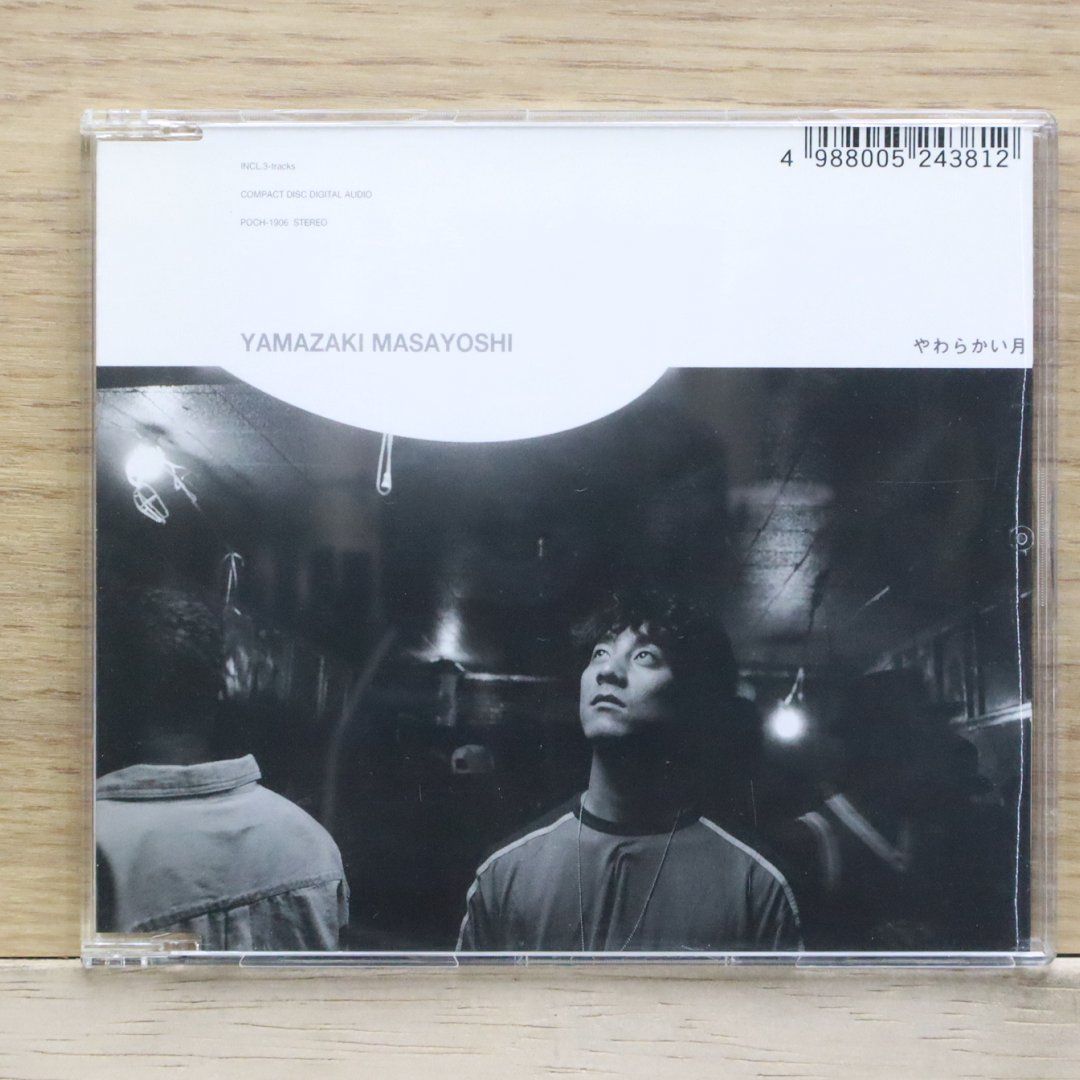 INCL.3-tracks
4 988005 243812
COMPACT DISC DIGITAL AUDIO
POCH-1906 STEREO
YAMAZAKI MASAYOSHI
やわらかい月